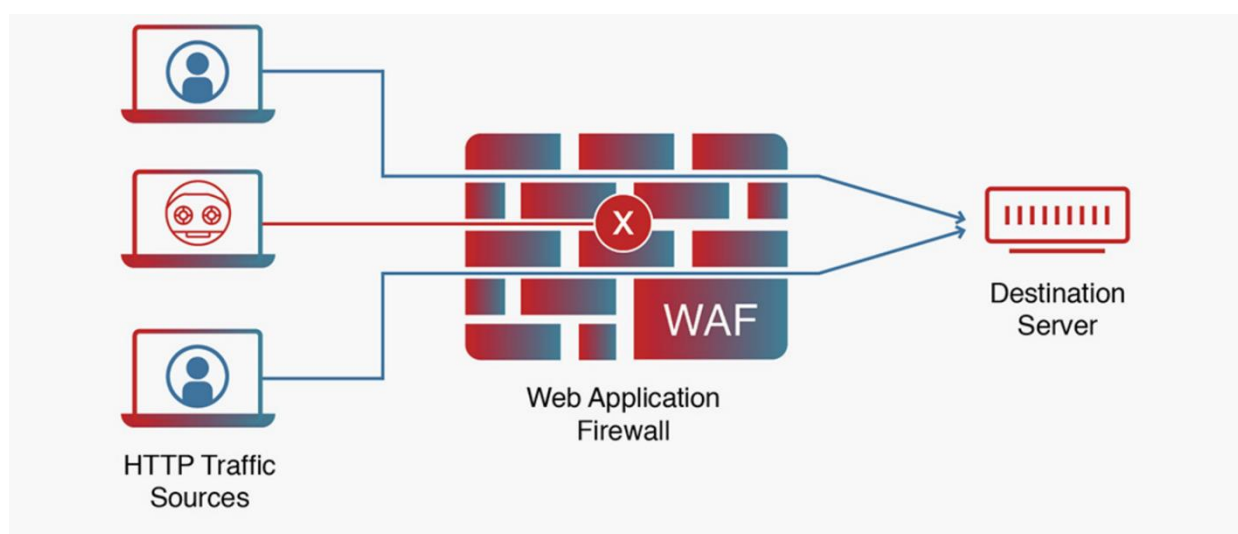 X
WAF
Destination
Server
Web Application
Firewall
HTTP Traffic
Sources